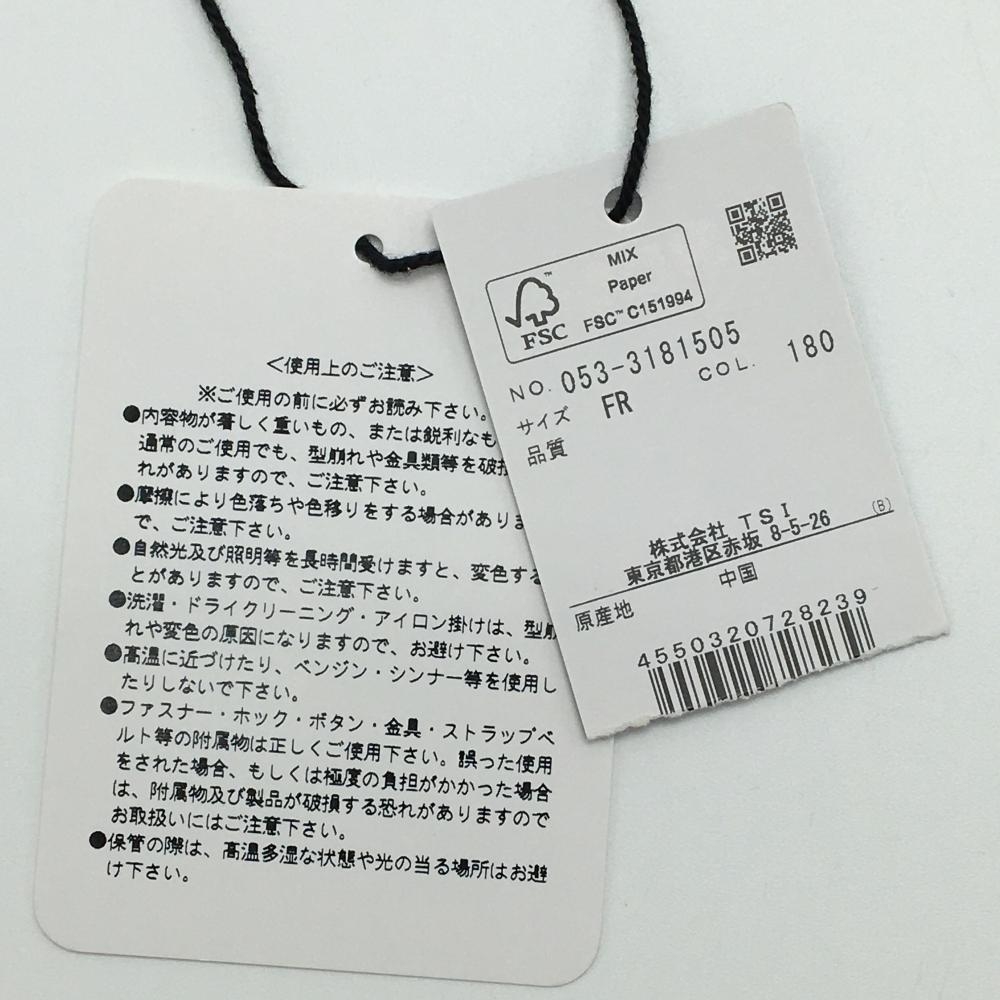 <使用上のご注意>
※ご使用の前に必ずお読み下さい。
●内容物が著しく重いもの、または鋭利なも
通常のご使用でも、型崩れや金具類等を破損
れがありますので、ご注意下さい。
●摩擦により色落ちや色移りをする場合がありま
で、ご注意下さい。
●自然光及び照明等を長時間受けますと、変色する
とがありますので、ご注意下さい。
●洗濯・ドライクリーニング・アイロン掛けは、型崩
れや変色の原因になりますので、お避け下さい。
●高温に近づけたり、ベンジン・シンナー等を使用し
たりしないで下さい。
●ファスナー・ホック・ボタン・金具・ストラップベ
ルト等の附属物は正しくご使用下さい。誤った使用
をされた場合、もしくは極度の負担がかかった場合
は、附属物及び製品が破損する恐れがありますので
お取扱いにはご注意下さい。
●保管の際は、高温多湿な状態や光の当る場所はお避
け下さい。
FSC™
MIX
Paper
FSC™ C151994
NO. 053-3181505
COL. 180
サイズ FR
品質
株式会社 TSI
東京都港区赤坂 8-5-26 (B)
原産地 中国
4550320728239